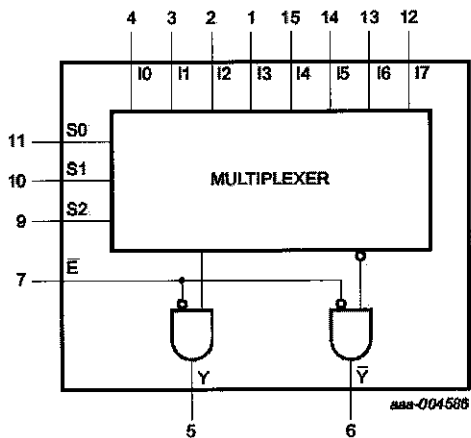 4 3 2 1 15 14 13 12
I0 I1 I2 I3 I4 I5 I6 I7
11 S0
10 S1
MULTIPLEXER
9 S2
E̅
7
Y Y̅
aaa-004586
5 6